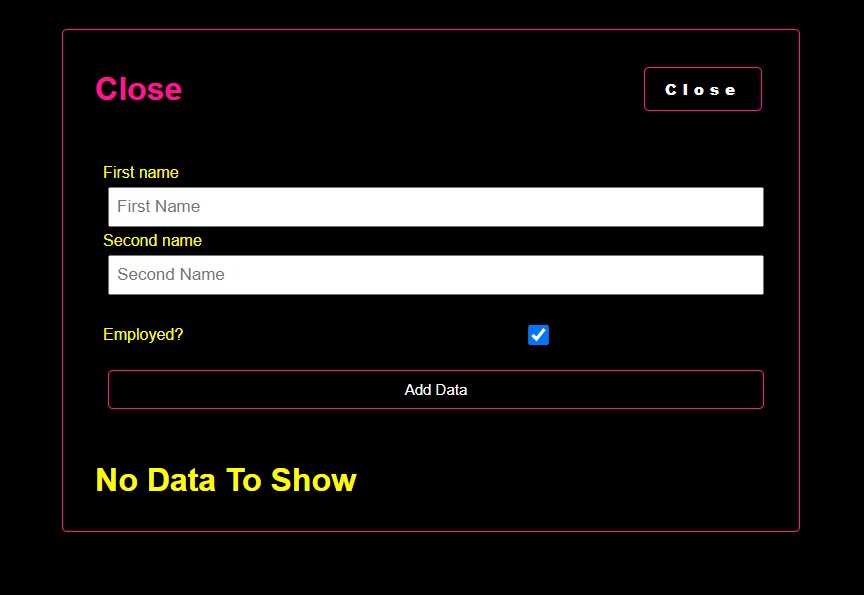 Close
Close
First name
First Name
Second name
Second Name
Employed?
Add Data
No Data To Show